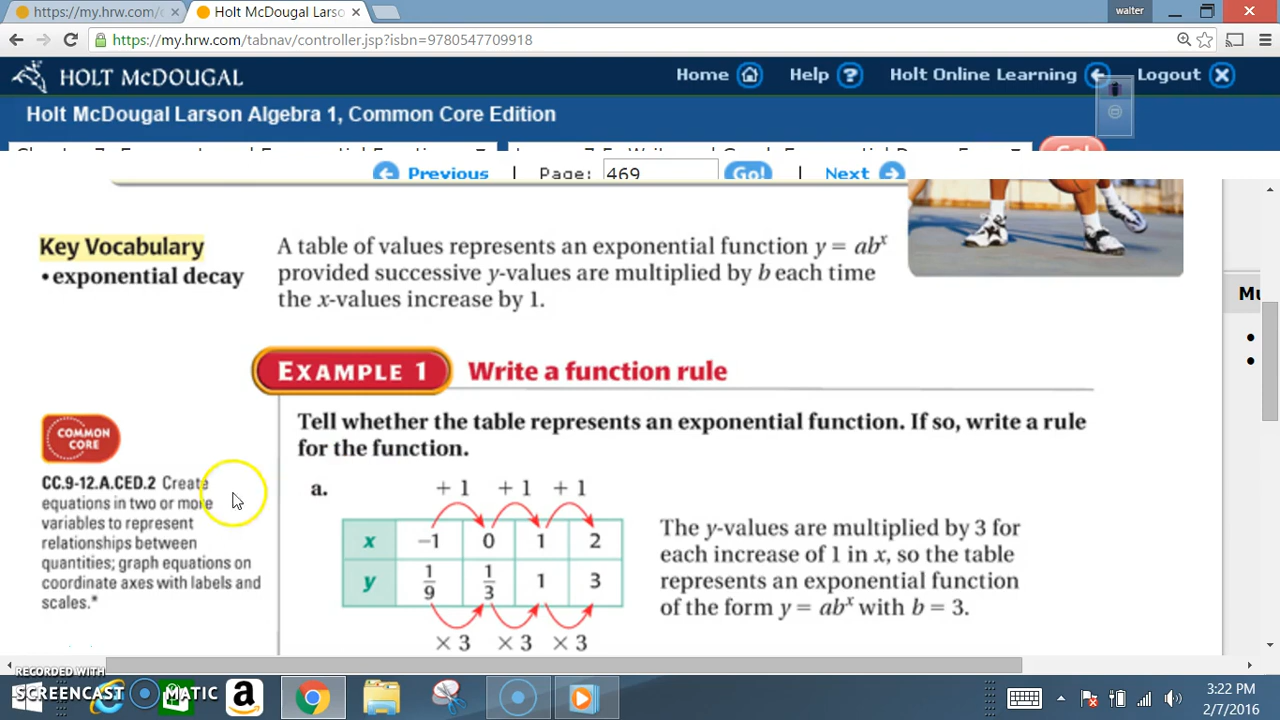 https://my.hrw.com/
Holt McDougal Larso
walter
https://my.hrw.com/tabnav/controller.jsp?isbn=9780547709918
HOLT McDOUGAL
Home
Help ?
Holt Online Learning
Logout
Holt McDougal Larson Algebra 1, Common Core Edition
Previous | Page: 469 Go! | Next
Key Vocabulary
• exponential decay
A table of values represents an exponential function y = abˣ
provided successive y-values are multiplied by b each time
the x-values increase by 1.
Mu
EXAMPLE 1 Write a function rule
COMMON
CORE
CC.9-12.A.CED.2 Create
equations in two or more
variables to represent
relationships between
quantities; graph equations on
coordinate axes with labels and
scales.*
Tell whether the table represents an exponential function. If so, write a rule
for the function.
a.
+ 1 + 1 + 1
x −1 0 1 2
y 1/9 1/3 1 3
× 3 × 3 × 3
The y-values are multiplied by 3 for
each increase of 1 in x, so the table
represents an exponential function
of the form y = abˣ with b = 3.
RECORDED WITH
SCREENCAST MATIC
3:22 PM
2/7/2016